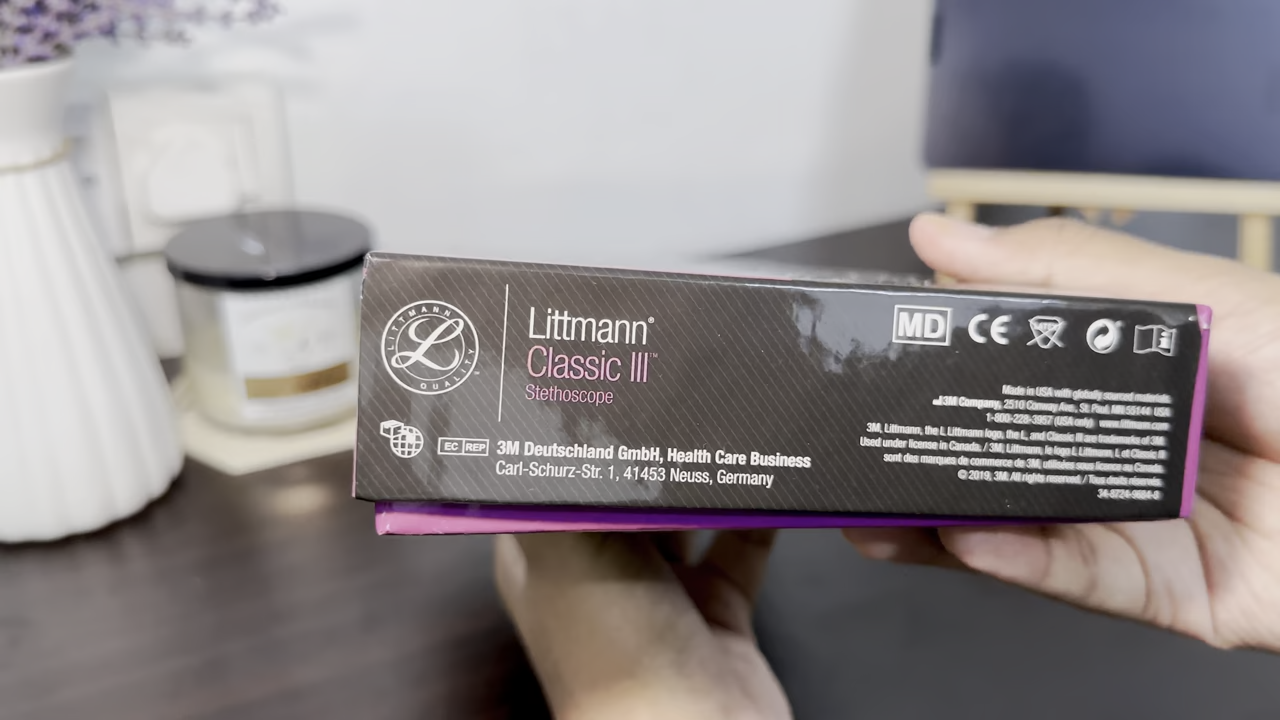 LITTMANN
L
QUALITY
Littmann®
Classic III™
Stethoscope
EC REP
3M Deutschland GmbH, Health Care Business
Carl-Schurz-Str. 1, 41453 Neuss, Germany
MD CE
Made in USA with globally sourced materials.
3M Company, 2510 Conway Ave., St. Paul, MN 55144 USA
1-800-228-3957 (USA only) www.littmann.com
3M, Littmann, the L Littmann logo, the L, and Classic III are trademarks of 3M.
Used under license in Canada. / 3M, Littmann, le logo L Littmann, L et Classic III
sont des marques de commerce de 3M, utilisées sous licence au Canada.
© 2019, 3M. All rights reserved. / Tous droits réservés.
34-8724-9684-8